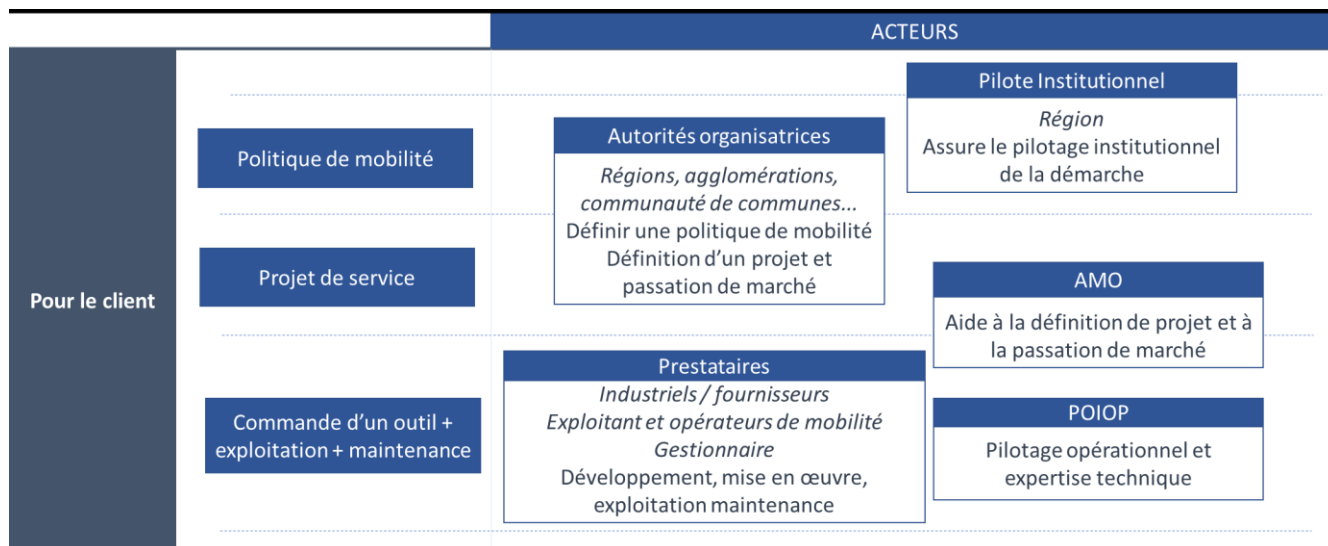 ACTEURS
Pour le client
Politique de mobilité
Projet de service
Commande d’un outil +
exploitation + maintenance
Autorités organisatrices
Régions, agglomérations,
communauté de communes...
Définir une politique de mobilité
Définition d’un projet et
passation de marché
Pilote Institutionnel
Région
Assure le pilotage institutionnel
de la démarche
AMO
Aide à la définition de projet et à
la passation de marché
Prestataires
Industriels / fournisseurs
Exploitant et opérateurs de mobilité
Gestionnaire
Développement, mise en œuvre,
exploitation maintenance
POIOP
Pilotage opérationnel et
expertise technique